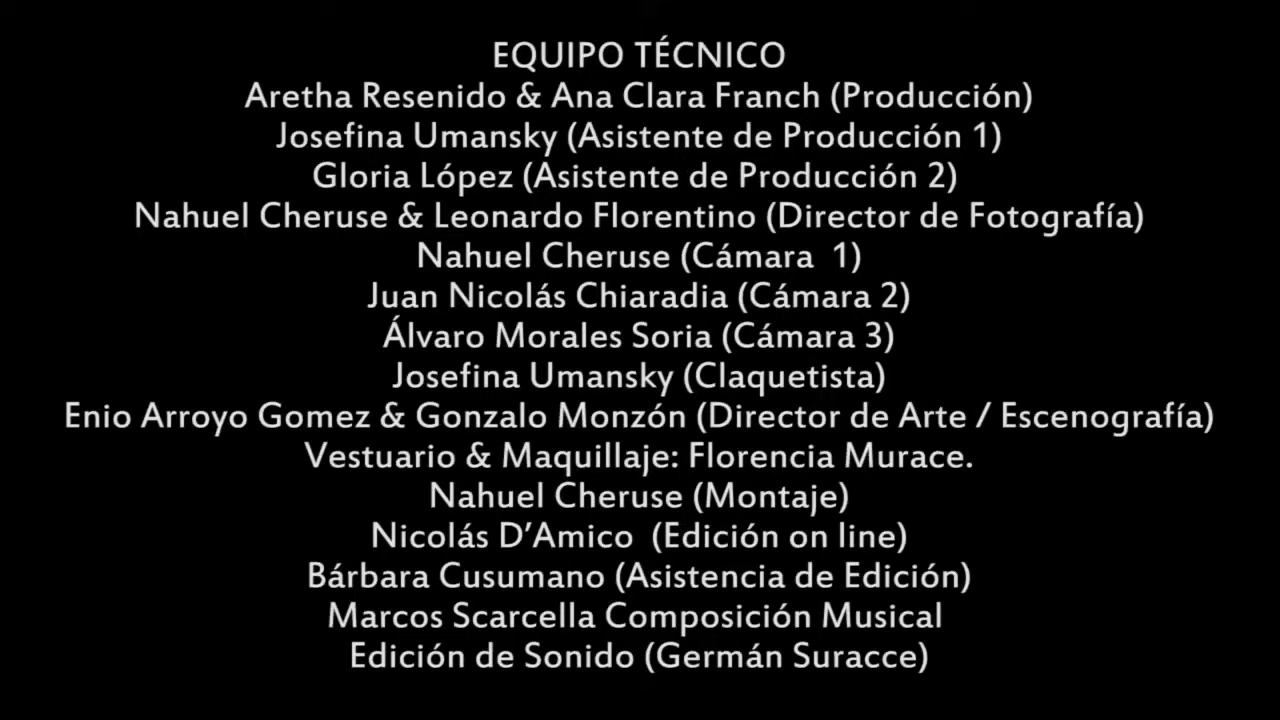 EQUIPO TÉCNICO
Aretha Resenido & Ana Clara Franch (Producción)
Josefina Umansky (Asistente de Producción 1)
Gloria López (Asistente de Producción 2)
Nahuel Cheruse & Leonardo Florentino (Director de Fotografía)
Nahuel Cheruse (Cámara  1)
Juan Nicolás Chiaradia (Cámara 2)
Álvaro Morales Soria (Cámara 3)
Josefina Umansky (Claquetista)
Enio Arroyo Gomez & Gonzalo Monzón (Director de Arte / Escenografía)
Vestuario & Maquillaje: Florencia Murace.
Nahuel Cheruse (Montaje)
Nicolás D’Amico  (Edición on line)
Bárbara Cusumano (Asistencia de Edición)
Marcos Scarcella Composición Musical
Edición de Sonido (Germán Suracce)